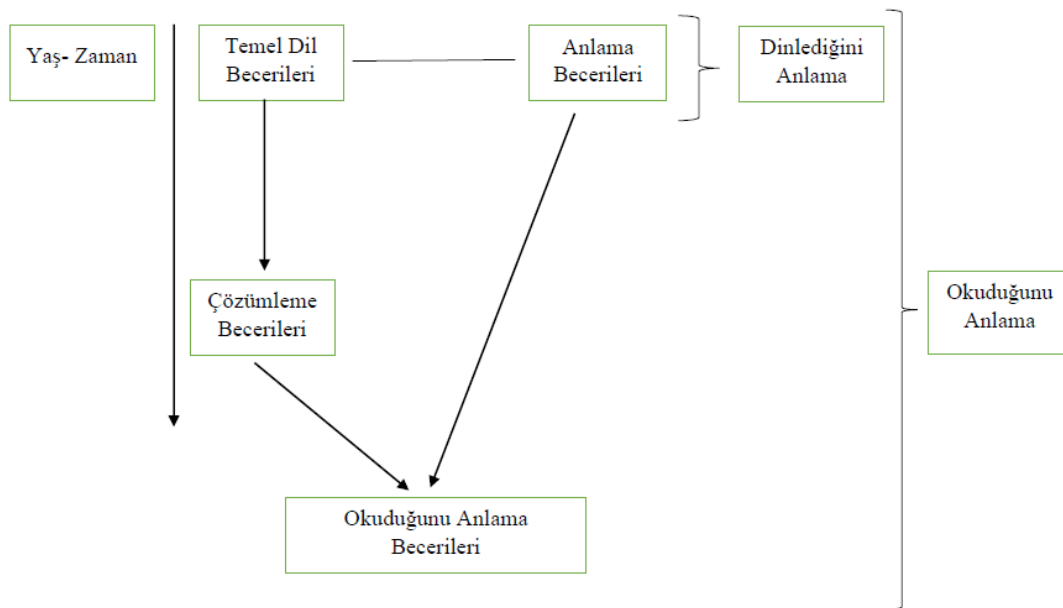 Yaş- Zaman
Temel Dil
Becerileri
Anlama
Becerileri
Dinlediğini
Anlama
Çözümleme
Becerileri
Okuduğunu
Anlama
Okuduğunu Anlama
Becerileri